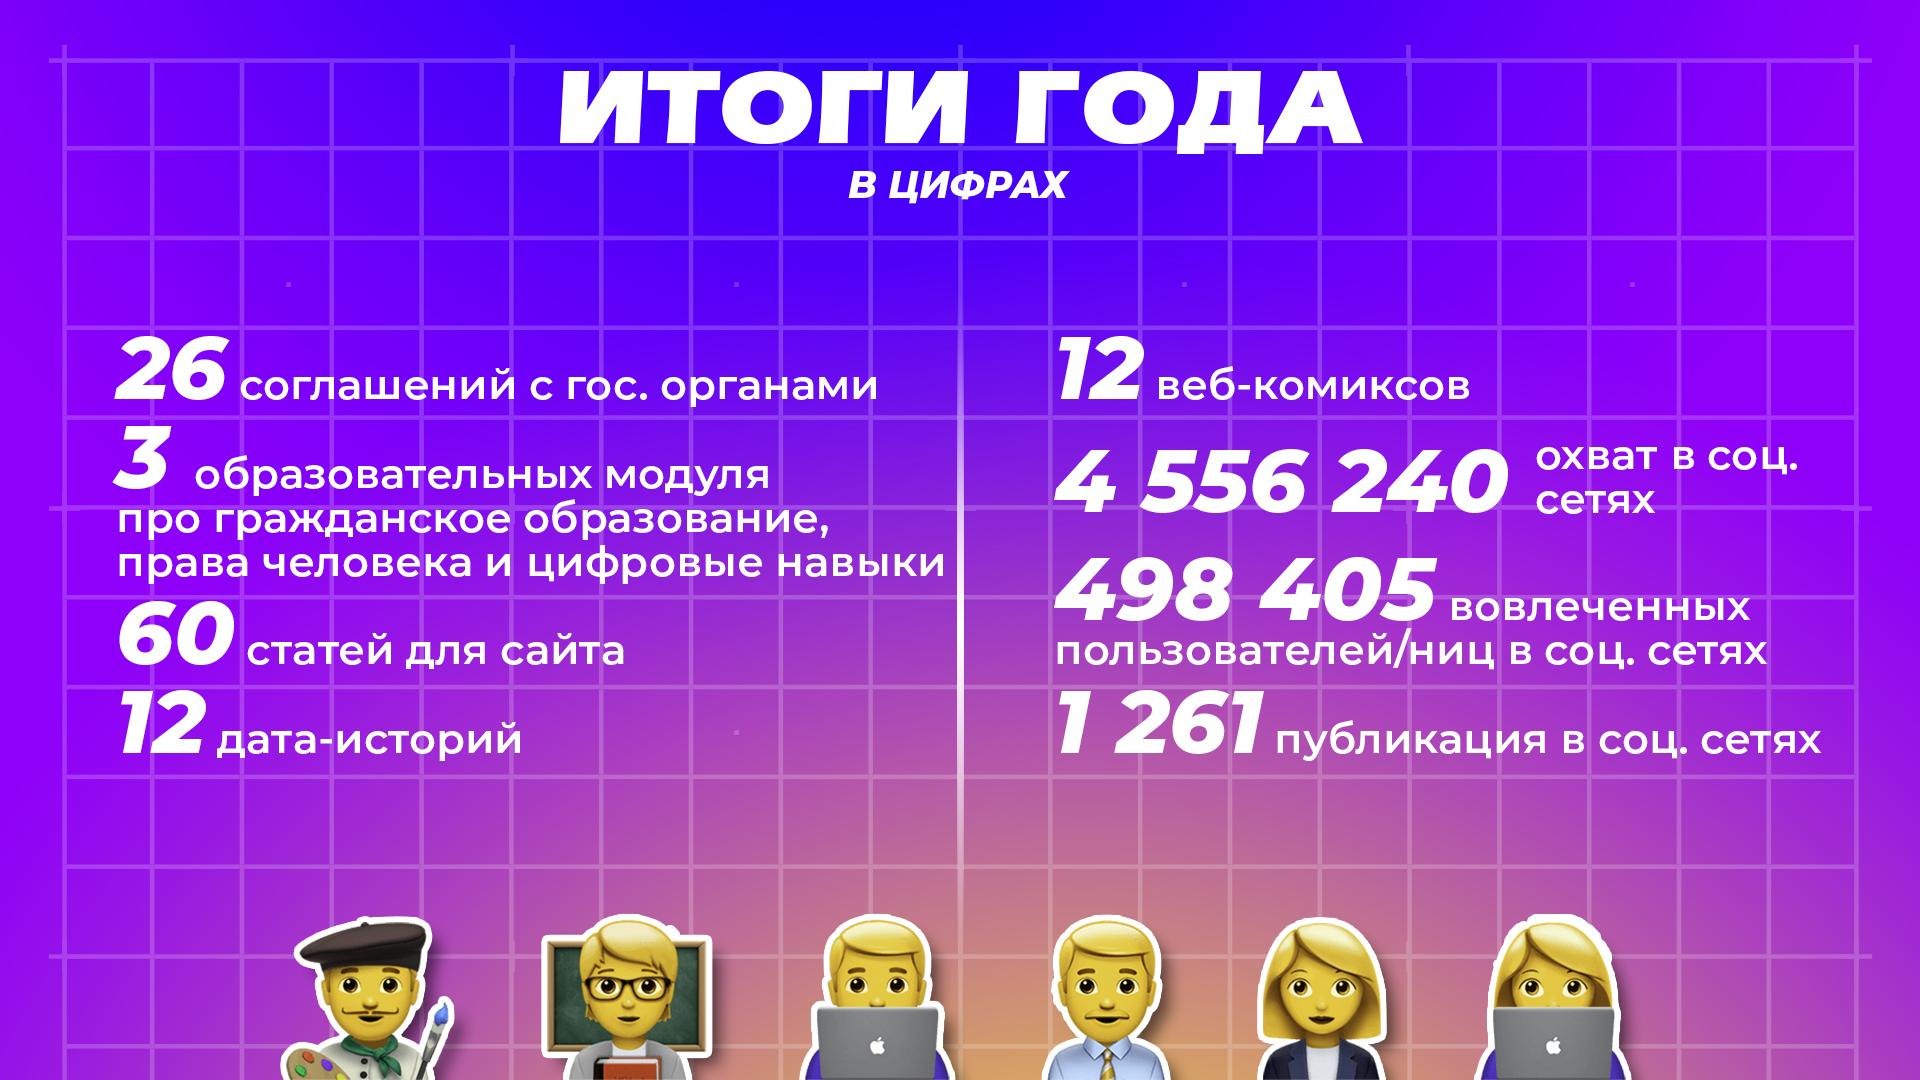 ИТОГИ ГОДА
В ЦИФРАХ
26 соглашений с гос. органами
3 образовательных модуля
про гражданское образование,
права человека и цифровые навыки
60 статей для сайта
12 дата-историй
12 веб-комиксов
4 556 240 охват в соц.
сетях
498 405 вовлеченных
пользователей/ниц в соц. сетях
1 261 публикация в соц. сетях